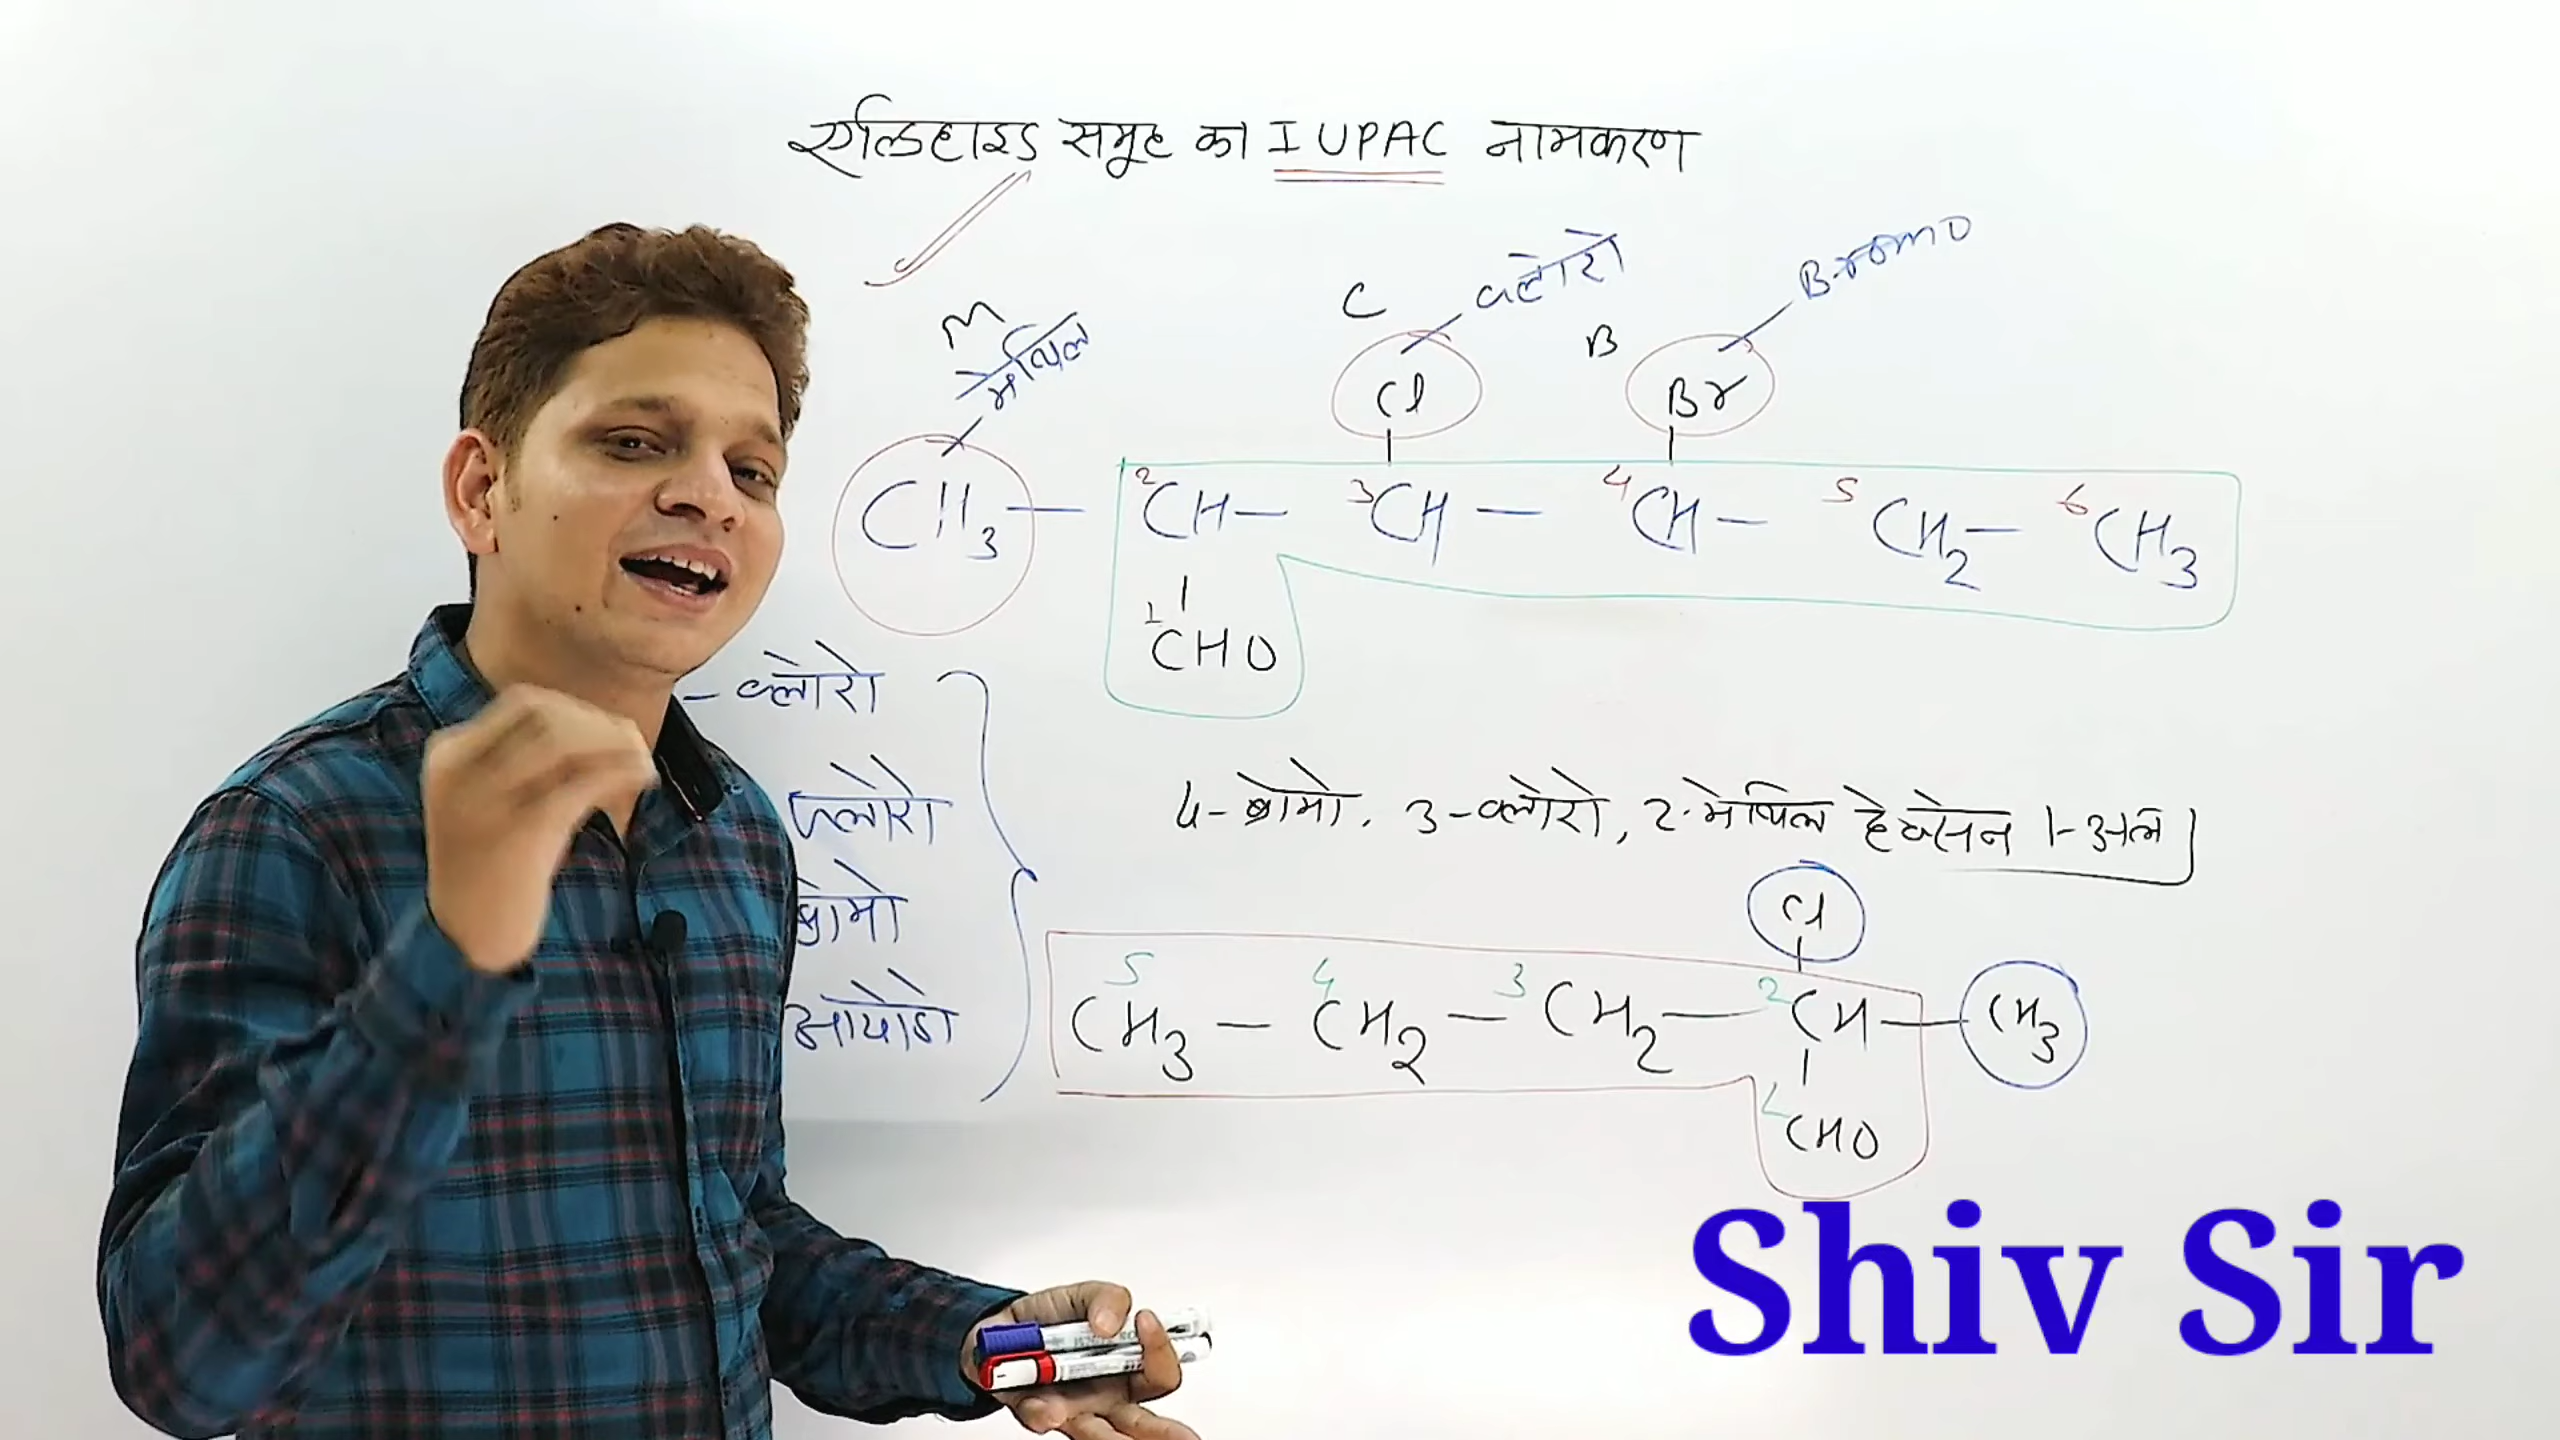 एल्डिहाइड समूह का IUPAC नामकरण
M C क्लोरो B Bromo
मेथिल
Cl Br
CH3 — 2CH — 3CH — 4CH — 5CH2 — 6CH3
1CHO
- क्लोरो
फ्लोरो
ब्रोमो
आयोडो
4-ब्रोमो, 3-क्लोरो, 2-मेथिल हेक्सेन 1-अल
Cl
5CH3 — 4CH2 — 3CH2 — 2CH — CH3
1CHO
Shiv Sir